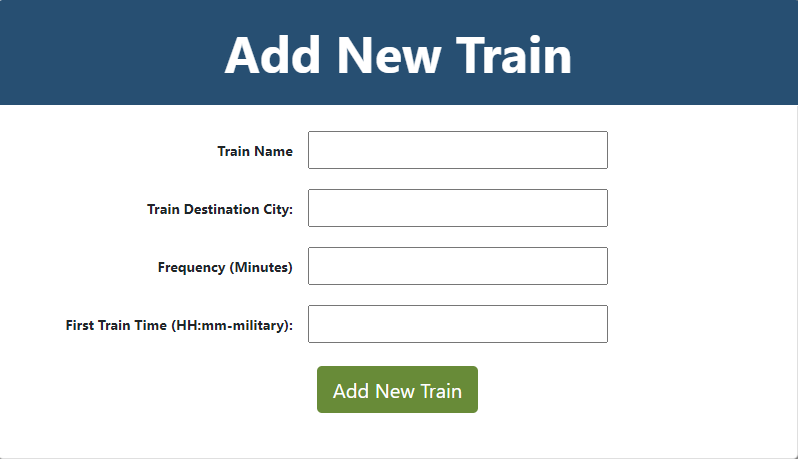 Add New Train
Train Name
Train Destination City:
Frequency (Minutes)
First Train Time (HH:mm-military):
Add New Train